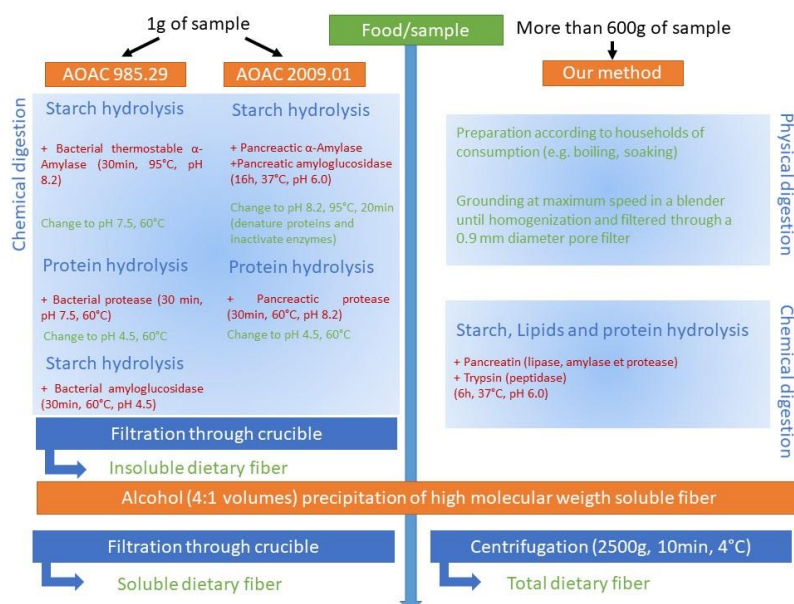 1g of sample
Food/sample
More than 600g of sample
AOAC 985.29
AOAC 2009.01
Our method
Chemical digestion
Starch hydrolysis
+ Bacterial thermostable α-
Amylase (30min, 95°C, pH
8.2)
Change to pH 7.5, 60°C
Protein hydrolysis
+ Bacterial protease (30 min,
pH 7.5, 60°C)
Change to pH 4.5, 60°C
Starch hydrolysis
+ Bacterial amyloglucosidase
(30min, 60°C, pH 4.5)
Starch hydrolysis
+ Pancreactic α-Amylase
+Pancreatic amyloglucosidase
(16h, 37°C, pH 6.0)
Change to pH 8.2, 95°C, 20min
(denature proteins and
inactivate enzymes)
Protein hydrolysis
+ Pancreactic protease
(30min, 60°C, pH 8.2)
Change to pH 4.5, 60°C
Preparation according to households of
consumption (e.g. boiling, soaking)
Grounding at maximum speed in a blender
until homogenization and filtered through a
0.9 mm diameter pore filter
Physical digestion
Starch, Lipids and protein hydrolysis
+ Pancreatin (lipase, amylase et protease)
+ Trypsin (peptidase)
(6h, 37°C, pH 6.0)
Chemical digestion
Filtration through crucible
Insoluble dietary fiber
Alcohol (4:1 volumes) precipitation of high molecular weigth soluble fiber
Filtration through crucible
Soluble dietary fiber
Centrifugation (2500g, 10min, 4°C)
Total dietary fiber